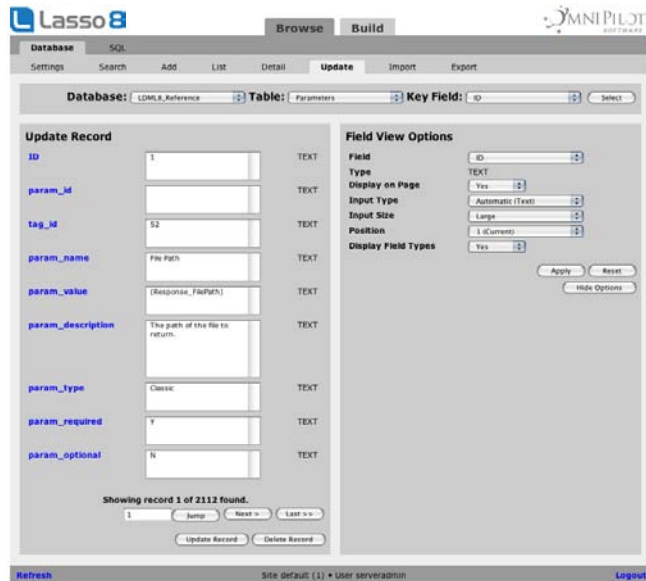 Lasso 8
Browse Build
OMNIPILOT
SOFTWARE
Database SQL
Settings Search Add List Detail Update Import Export
Database: LDML8_Reference Table: Parameters Key Field: ID Select
Update Record
ID 1 TEXT
param_id TEXT
tag_id 52 TEXT
param_name File Path TEXT
param_value [Response_FilePath] TEXT
param_description The path of the file to TEXT
return.
param_type Classic TEXT
param_required Y TEXT
param_optional N TEXT
Showing record 1 of 2112 found.
1 Jump Next > Last >>
Update Record Delete Record
Field View Options
Field ID
Type TEXT
Display on Page Yes
Input Type Automatic (Text)
Input Size Large
Position 1 (Current)
Display Field Types Yes
Apply Reset
Hide Options
Refresh Site default (1) • User serveradmin Logout